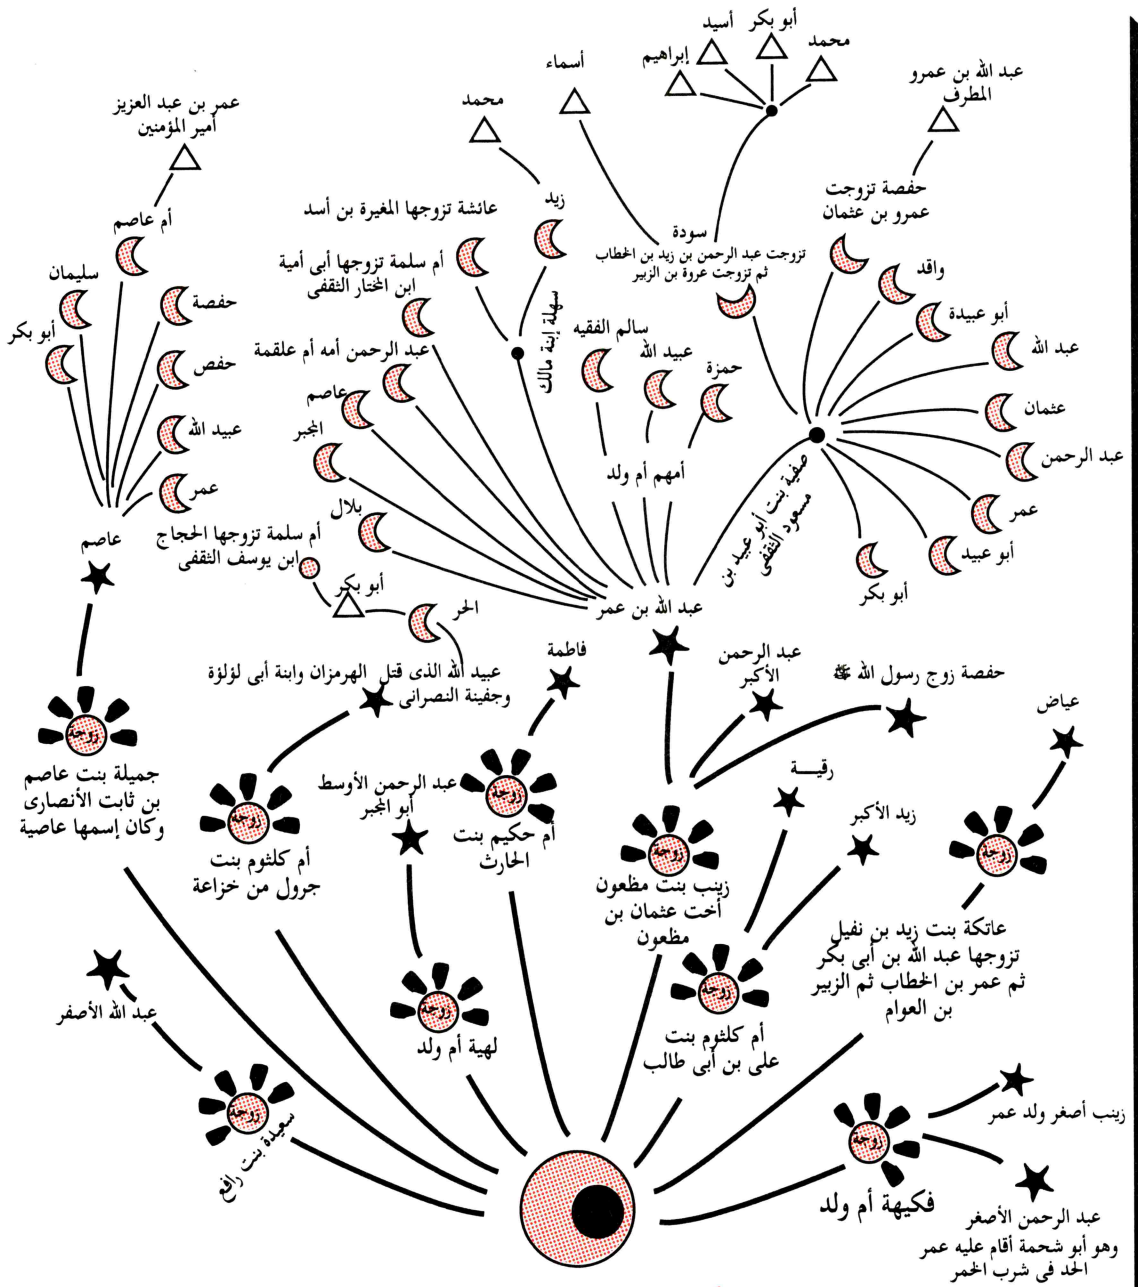 أبو بكر
أسيد
محمد
إبراهيم
أسماء
عبد الله بن عمرو
المطرف
محمد
عمر بن عبد العزيز
أمير المؤمنين
حفصة تزوجت
عمرو بن عثمان
زيد
عائشة تزوجها المغيرة بن أسد
أم عاصم
سودة
تزوجت عبد الرحمن بن زيد بن الخطاب
ثم تزوجت عروة بن الزبير
أم سلمة تزوجها أبى أمية
ابن المختار الثقفى
سليمان
حفصة
أبو بكر
واقد
أبو عبيدة
عبد الله
سهلة إبنة مالك
سالم الفقيه
عبيد الله
حمزة
عبد الرحمن أمه أم علقمة
حفص
عاصم
المجبر
عثمان
عبيد الله
عبد الرحمن
أمهم أم ولد
صفية بنت أبو عبيد بن
مسعود الثقفى
عمر
عمر
بلال
أم سلمة تزوجها الحجاج
ابن يوسف الثقفى
عاصم
أبو عبيد
أبو بكر
أبو بكر
الحر
عبد الله بن عمر
فاطمة
عبد الرحمن
الأكبر
عبيد الله الذى قتل الهرمزان وابنة أبى لؤلؤة
وجفينة النصرانى
حفصة زوج رسول الله ﷺ
عياض
زوجة
جميلة بنت عاصم
بن ثابت الأنصارى
وكان إسمها عاصية
زوجة
أم كلثوم بنت
جرول من خزاعة
عبد الرحمن الأوسط
أبو المجبر
زوجة
أم حكيم بنت
الحارث
رقيـــة
زيد الأكبر
زوجة
زينب بنت مظعون
أخت عثمان بن
مظعون
زوجة
عاتكة بنت زيد بن نفيل
تزوجها عبد الله بن أبى بكر
ثم عمر بن الخطاب ثم الزبير
بن العوام
زوجة
أم كلثوم بنت
على بن أبى طالب
زوجة
لهية أم ولد
عبد الله الأصفر
زوجة
سعيدة بنت رافع
زوجة
فكيهة أم ولد
زينب أصغر ولد عمر
عبد الرحمن الأصغر
وهو أبو شحمة أقام عليه عمر
الحد فى شرب الخمر